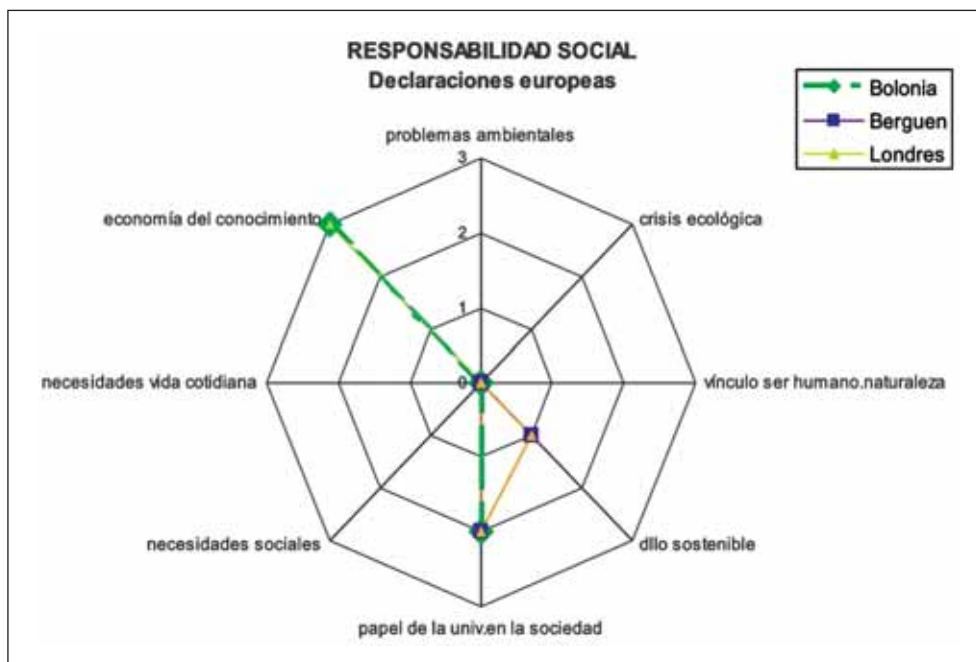 RESPONSABILIDAD SOCIAL
Declaraciones europeas
Bolonia
Berguen
Londres
problemas ambientales
3
economía del conocimiento
crisis ecológica
2
1
necesidades vida cotidiana
0
vínculo ser humano.naturaleza
necesidades sociales
dllo sostenible
papel de la univ.en la sociedad